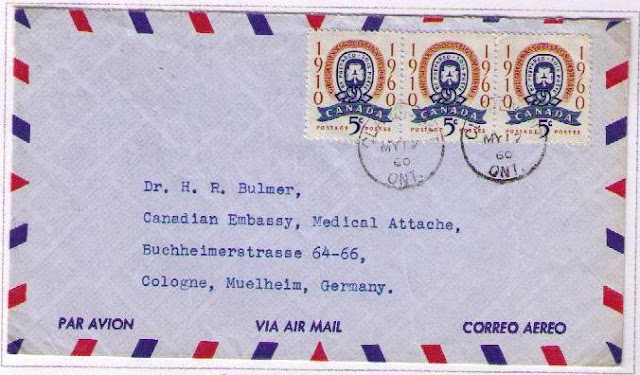 1910 1960 1910 1960 1910 1960
CANADA CANADA CANADA
POSTAGE 5c POSTES POSTAGE 5c POSTES POSTAGE 5c POSTES
MY 17 MY 17
60 60
ONT. ONT.
Dr. H. R. Bulmer,
Canadian Embassy, Medical Attache,
Buchheimerstrasse 64-66,
Cologne, Muelheim, Germany.
PAR AVION VIA AIR MAIL CORREO AEREO